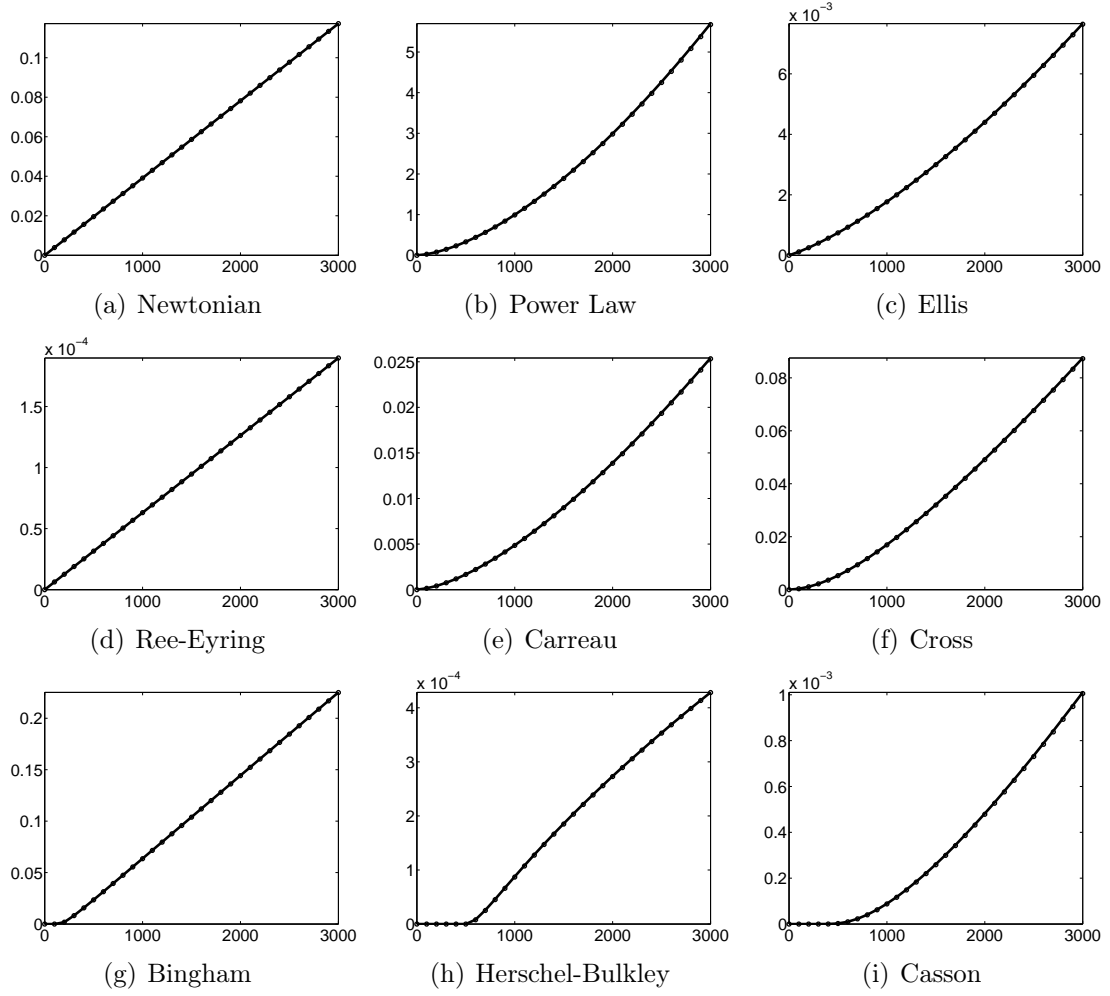 0.1
0.08
0.06
0.04
0.02
0
0 1000 2000 3000
(a) Newtonian
5
4
3
2
1
0
0 1000 2000 3000
(b) Power Law
x 10⁻³
6
4
2
0
0 1000 2000 3000
(c) Ellis
x 10⁻⁴
1.5
1
0.5
0
0 1000 2000 3000
(d) Ree-Eyring
0.025
0.02
0.015
0.01
0.005
0
0 1000 2000 3000
(e) Carreau
0.08
0.06
0.04
0.02
0
0 1000 2000 3000
(f) Cross
0.2
0.15
0.1
0.05
0
0 1000 2000 3000
(g) Bingham
x 10⁻⁴
4
3
2
1
0
0 1000 2000 3000
(h) Herschel-Bulkley
x 10⁻³
1
0.8
0.6
0.4
0.2
0
0 1000 2000 3000
(i) Casson